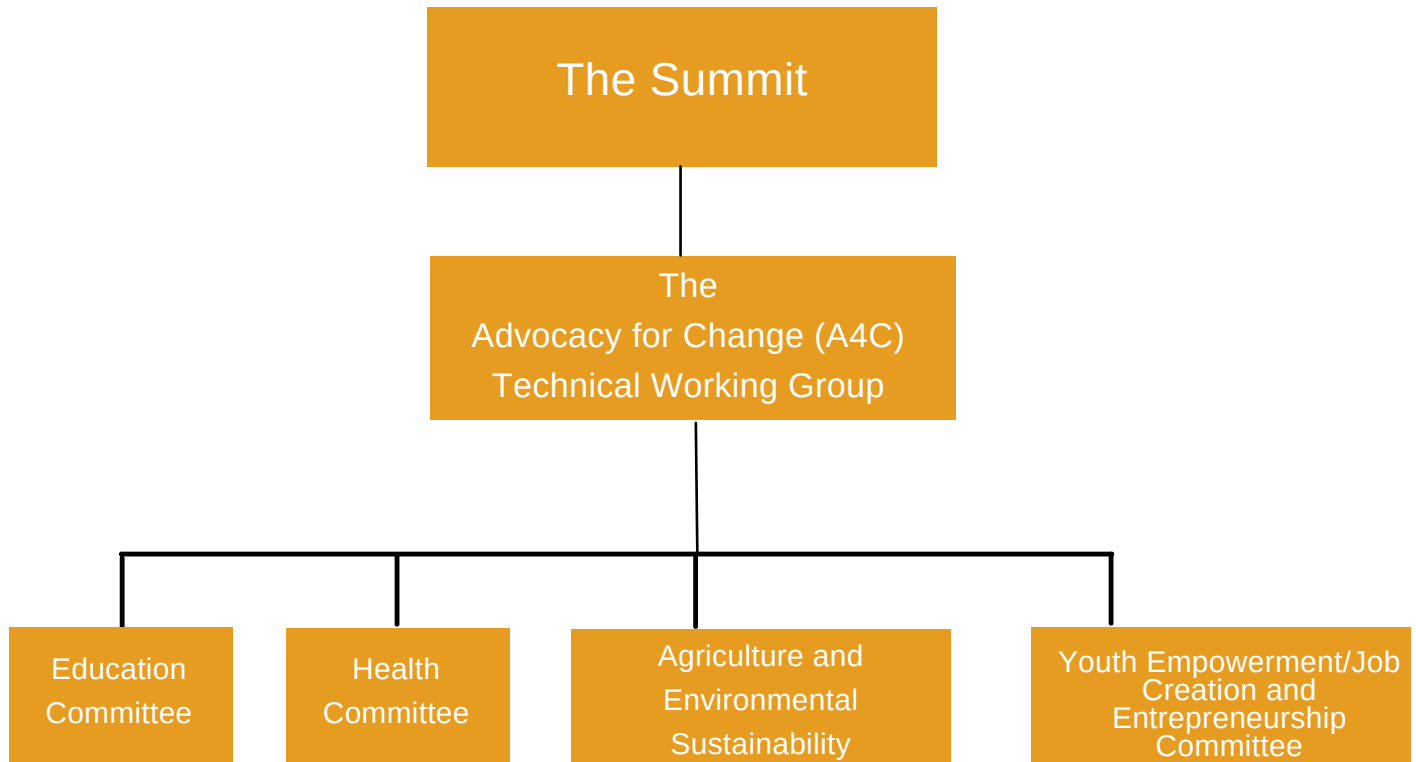 The Summit
The
Advocacy for Change (A4C)
Technical Working Group
Education
Committee
Health
Committee
Agriculture and
Environmental
Sustainability
Youth Empowerment/Job
Creation and
Entrepreneurship
Committee